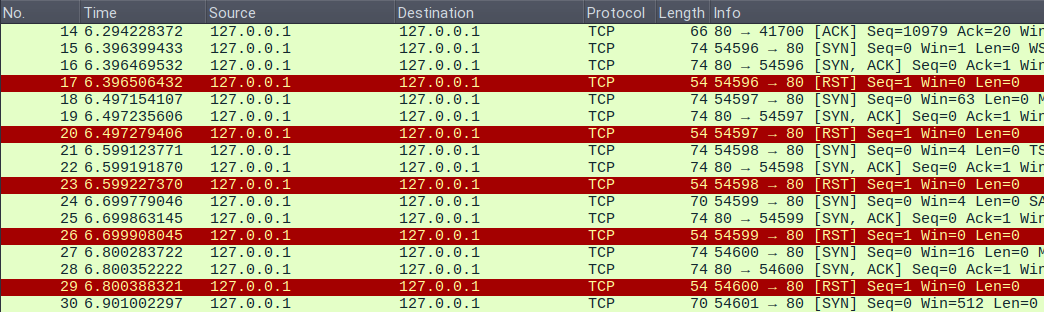 No. Time Source Destination Protocol Length Info
14 6.294228372 127.0.0.1 127.0.0.1 TCP 66 80 → 41700 [ACK] Seq=10979 Ack=20 Win
15 6.396399433 127.0.0.1 127.0.0.1 TCP 74 54596 → 80 [SYN] Seq=0 Win=1 Len=0 WS
16 6.396469532 127.0.0.1 127.0.0.1 TCP 74 80 → 54596 [SYN, ACK] Seq=0 Ack=1 Win
17 6.396506432 127.0.0.1 127.0.0.1 TCP 54 54596 → 80 [RST] Seq=1 Win=0 Len=0
18 6.497154107 127.0.0.1 127.0.0.1 TCP 74 54597 → 80 [SYN] Seq=0 Win=63 Len=0 M
19 6.497235606 127.0.0.1 127.0.0.1 TCP 74 80 → 54597 [SYN, ACK] Seq=0 Ack=1 Win
20 6.497279406 127.0.0.1 127.0.0.1 TCP 54 54597 → 80 [RST] Seq=1 Win=0 Len=0
21 6.599123771 127.0.0.1 127.0.0.1 TCP 74 54598 → 80 [SYN] Seq=0 Win=4 Len=0 TS
22 6.599191870 127.0.0.1 127.0.0.1 TCP 74 80 → 54598 [SYN, ACK] Seq=0 Ack=1 Win
23 6.599227370 127.0.0.1 127.0.0.1 TCP 54 54598 → 80 [RST] Seq=1 Win=0 Len=0
24 6.699779046 127.0.0.1 127.0.0.1 TCP 70 54599 → 80 [SYN] Seq=0 Win=4 Len=0 SA
25 6.699863145 127.0.0.1 127.0.0.1 TCP 74 80 → 54599 [SYN, ACK] Seq=0 Ack=1 Win
26 6.699908045 127.0.0.1 127.0.0.1 TCP 54 54599 → 80 [RST] Seq=1 Win=0 Len=0
27 6.800283722 127.0.0.1 127.0.0.1 TCP 74 54600 → 80 [SYN] Seq=0 Win=16 Len=0 M
28 6.800352222 127.0.0.1 127.0.0.1 TCP 74 80 → 54600 [SYN, ACK] Seq=0 Ack=1 Win
29 6.800388321 127.0.0.1 127.0.0.1 TCP 54 54600 → 80 [RST] Seq=1 Win=0 Len=0
30 6.901002297 127.0.0.1 127.0.0.1 TCP 70 54601 → 80 [SYN] Seq=0 Win=512 Len=0